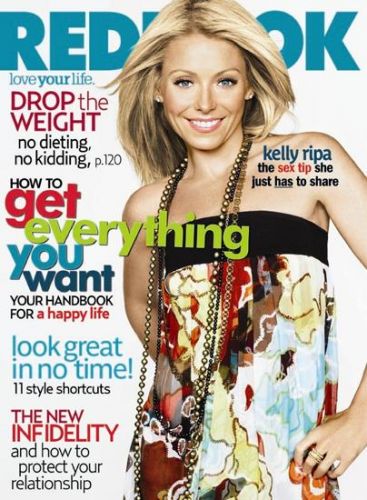 REDBOOK
love your life.
DROP the
WEIGHT
no dieting,
no kidding, p.120
kelly ripa
the sex tip she
just has to share
HOW TO
get
everything
you
want
YOUR HANDBOOK
FOR a happy life
look great
in no time!
11 style shortcuts
THE NEW
INFIDELITY
and how to
protect your
relationship